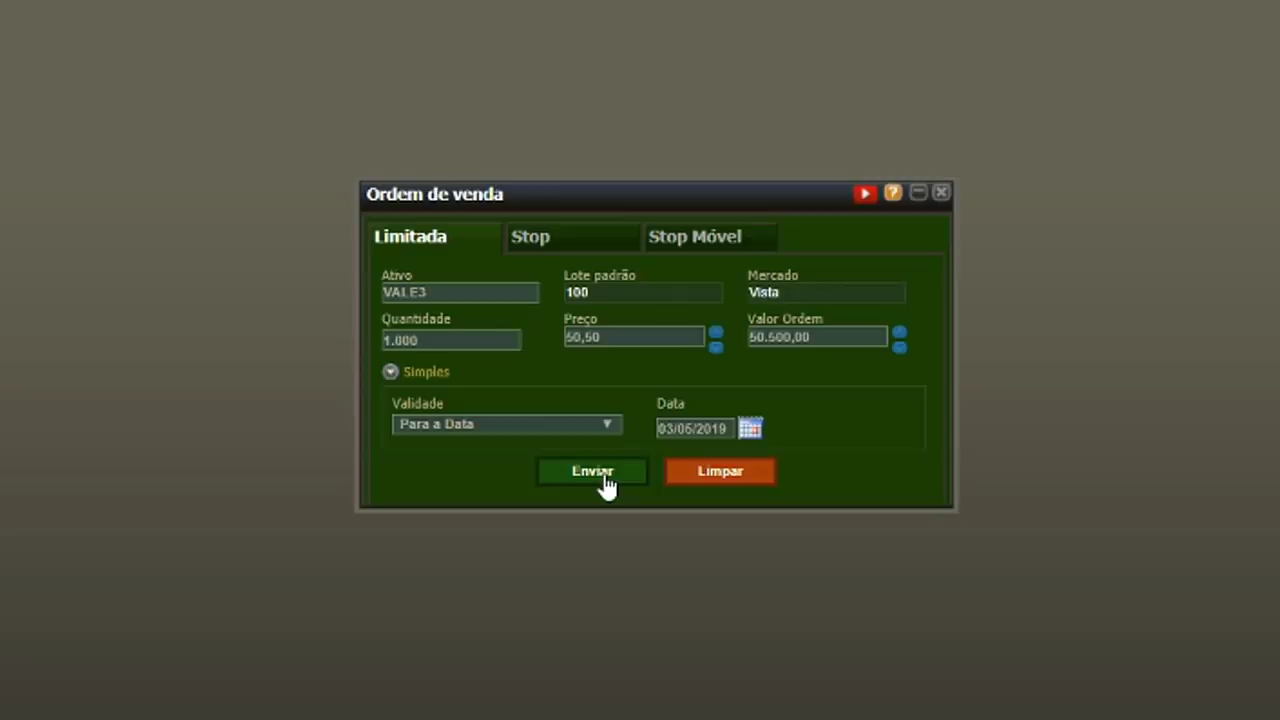 Ordem de venda
Limitada Stop Stop Móvel
Ativo Lote padrão Mercado
VALE3 100 Vista
Quantidade Preço Valor Ordem
1.000 50,50 50.500,00
Simples
Validade Data
Para a Data 03/05/2019
Enviar Limpar